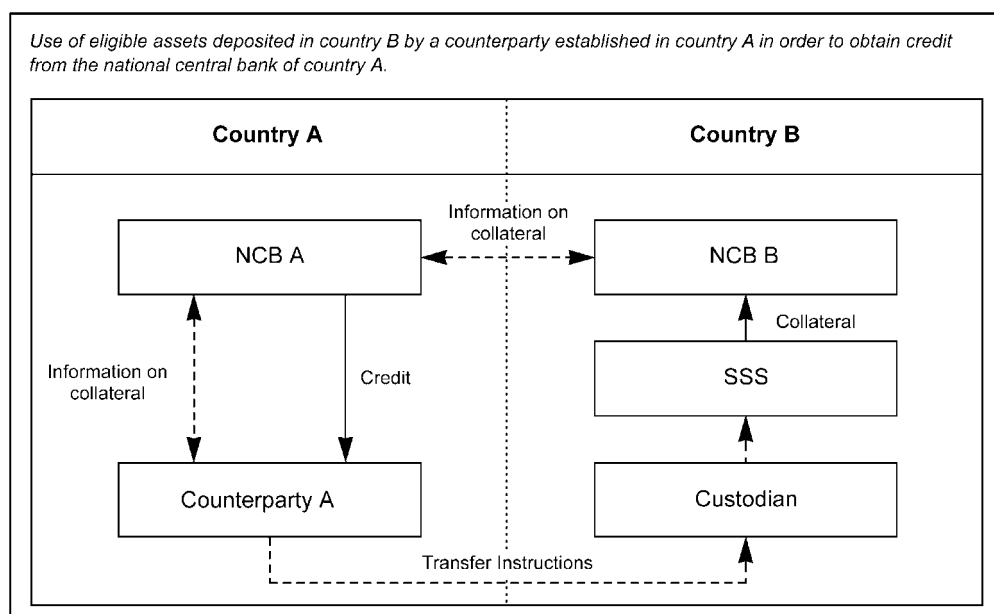 Use of eligible assets deposited in country B by a counterparty established in country A in order to obtain credit
from the national central bank of country A.
Country A
Country B
Information on
collateral
NCB A
NCB B
Collateral
Information on
collateral
Credit
SSS
Counterparty A
Custodian
Transfer Instructions